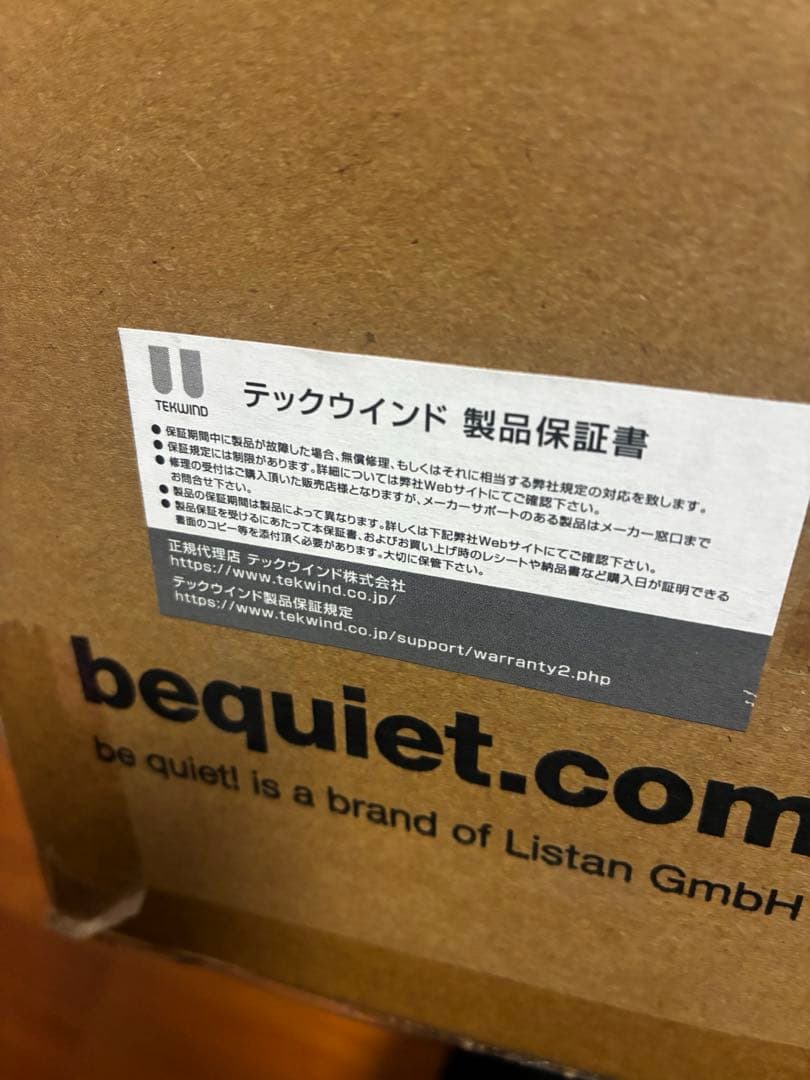 TEKWIND
テックウインド 製品保証書
● 保証期間中に製品が故障した場合、無償修理、もしくはそれに相当する弊社規定の対応を致します。
● 保証規定には制限があります。詳細については弊社Webサイトにてご確認下さい。
● 修理の受付はご購入頂いた販売店様となりますが、メーカーサポートのある製品はメーカー窓口まで
お問合せ下さい。
● 製品の保証期間は製品によって異なります。詳しくは下記弊社Webサイトにてご確認下さい。
● 製品保証を受けるにあたって本保証書、およびお買い上げ時のレシートや納品書など購入日が証明できる
書面のコピー等を添付頂く必要があります。大切に保管下さい。
正規代理店 テックウインド株式会社
https://www.tekwind.co.jp/
テックウインド製品保証規定
https://www.tekwind.co.jp/support/warranty2.php
bequiet.com
be quiet! is a brand of Listan GmbH